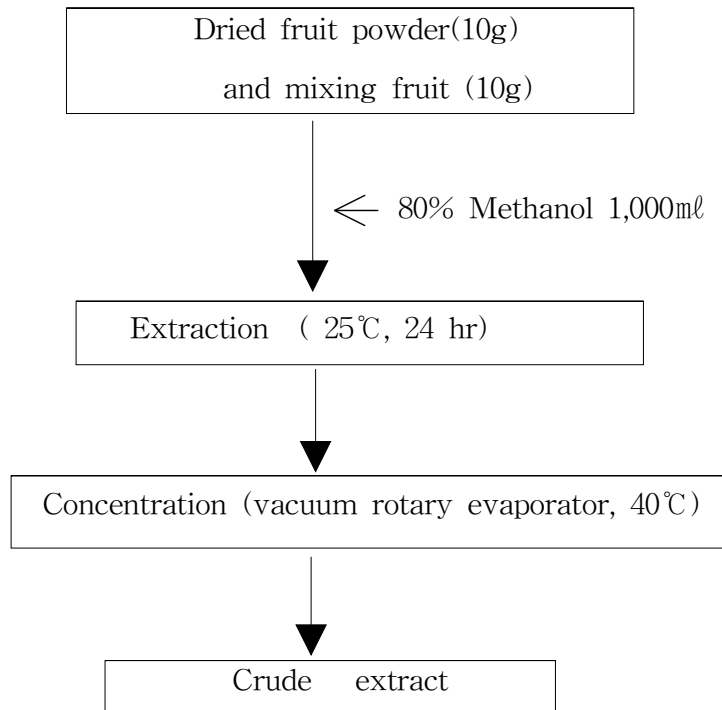 Dried fruit powder(10g)
and mixing fruit (10g)
80% Methanol 1,000㎖
Extraction ( 25℃, 24 hr)
Concentration (vacuum rotary evaporator, 40℃)
Crude extract